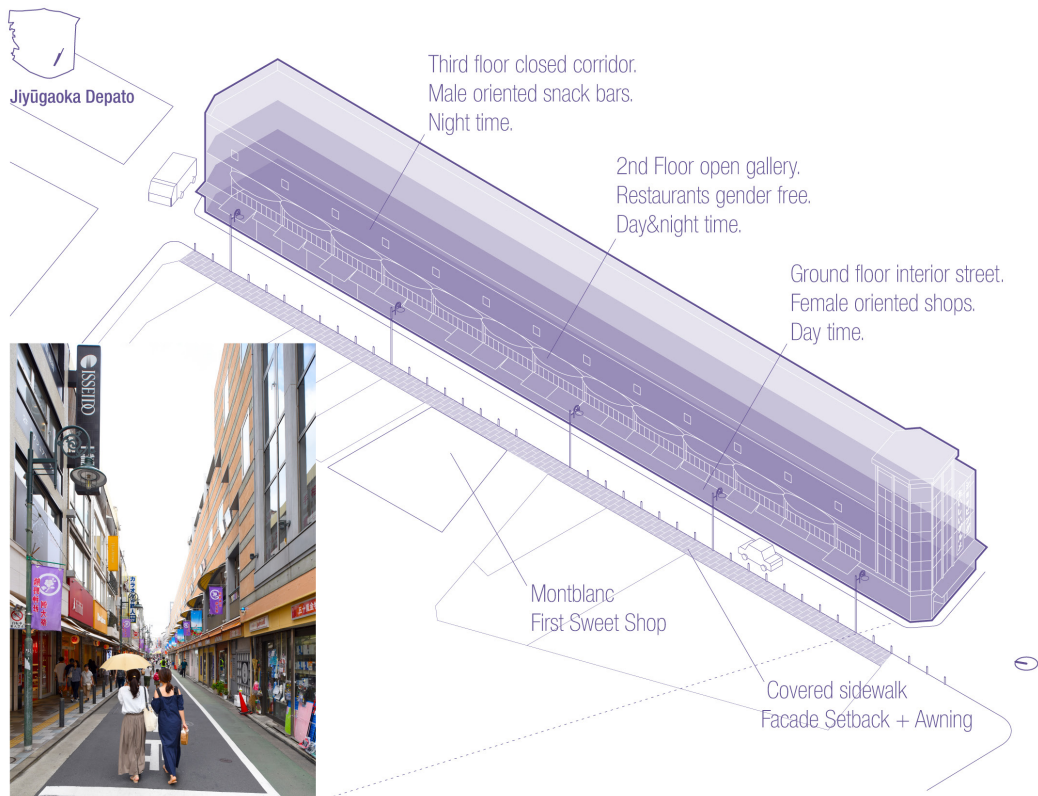 Jiyūgaoka Depato
Third floor closed corridor.
Male oriented snack bars.
Night time.
2nd Floor open gallery.
Restaurants gender free.
Day&night time.
Ground floor interior street.
Female oriented shops.
Day time.
Montblanc
First Sweet Shop
Covered sidewalk
Facade Setback + Awning
ISSEIDO